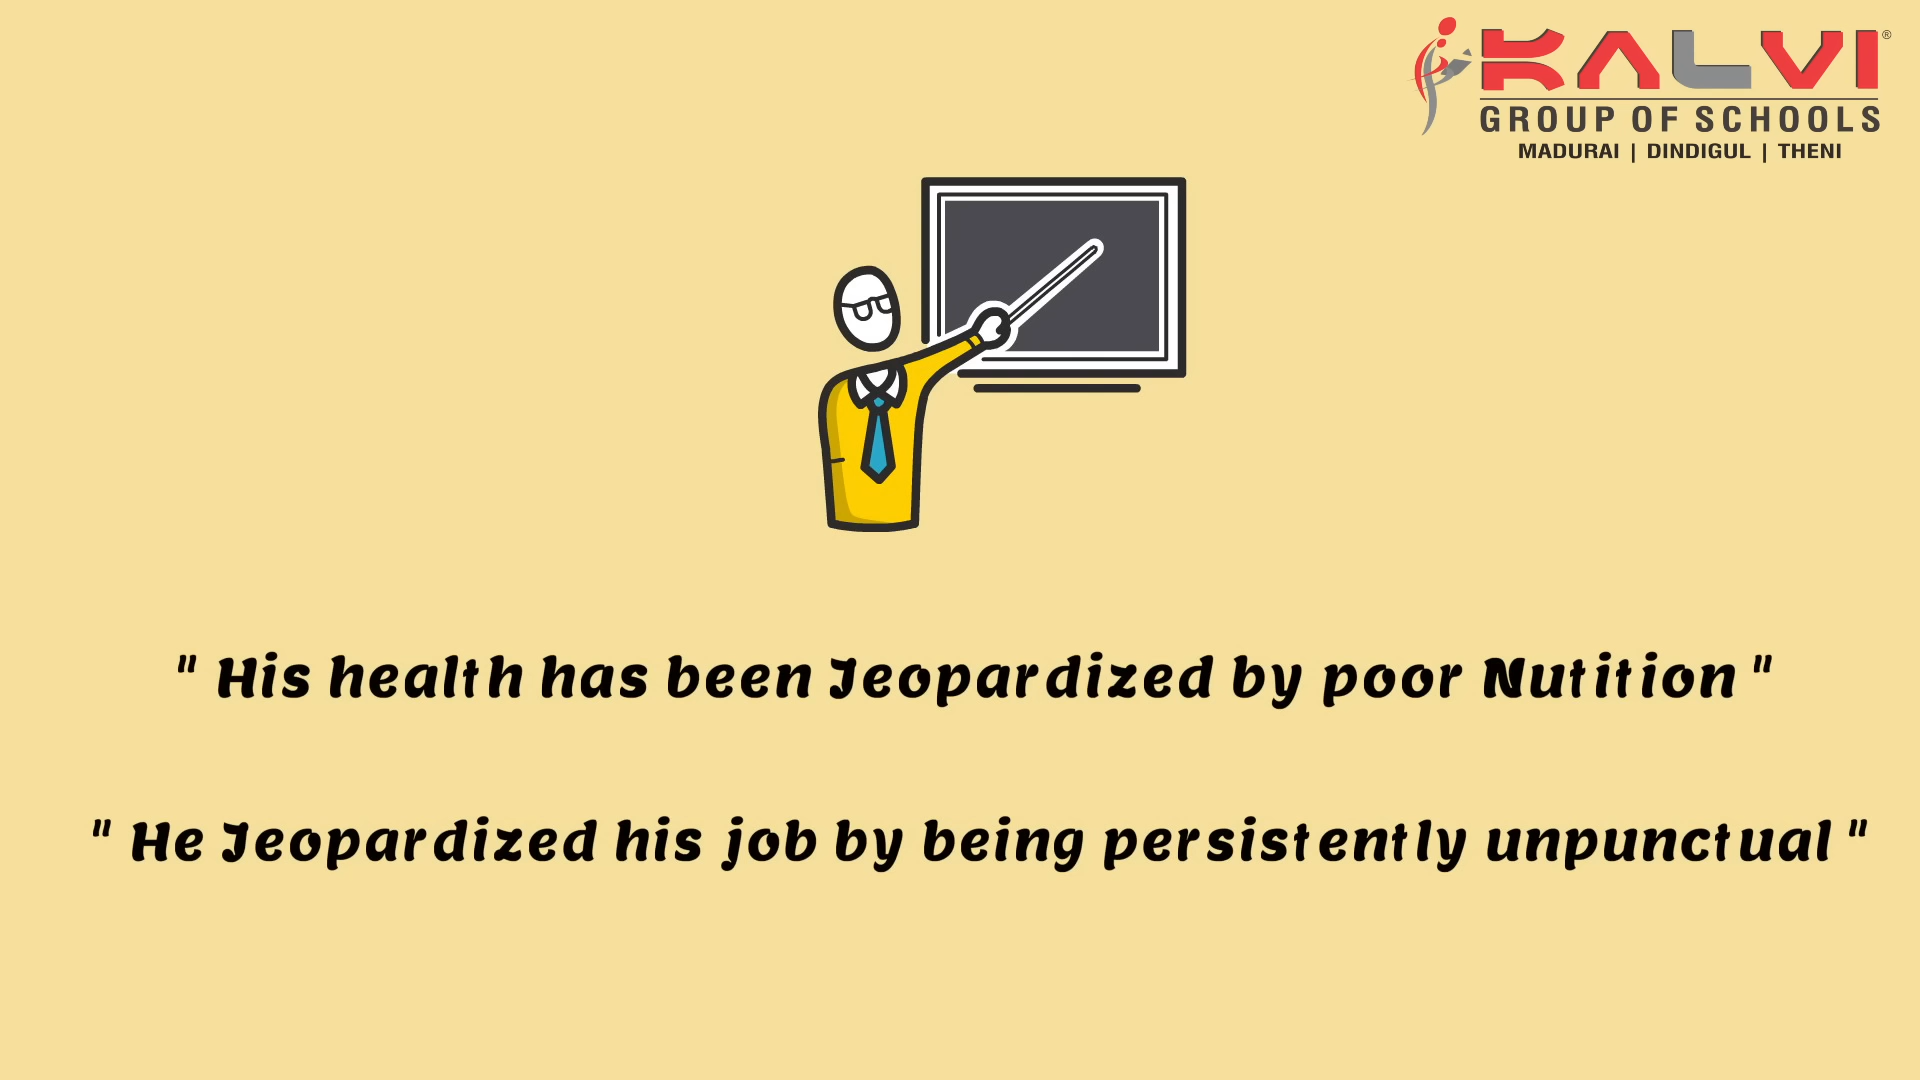 KALVI®
GROUP OF SCHOOLS
MADURAI | DINDIGUL | THENI
" His health has been Jeopardized by poor Nutition "
" He Jeopardized his job by being persistently unpunctual "